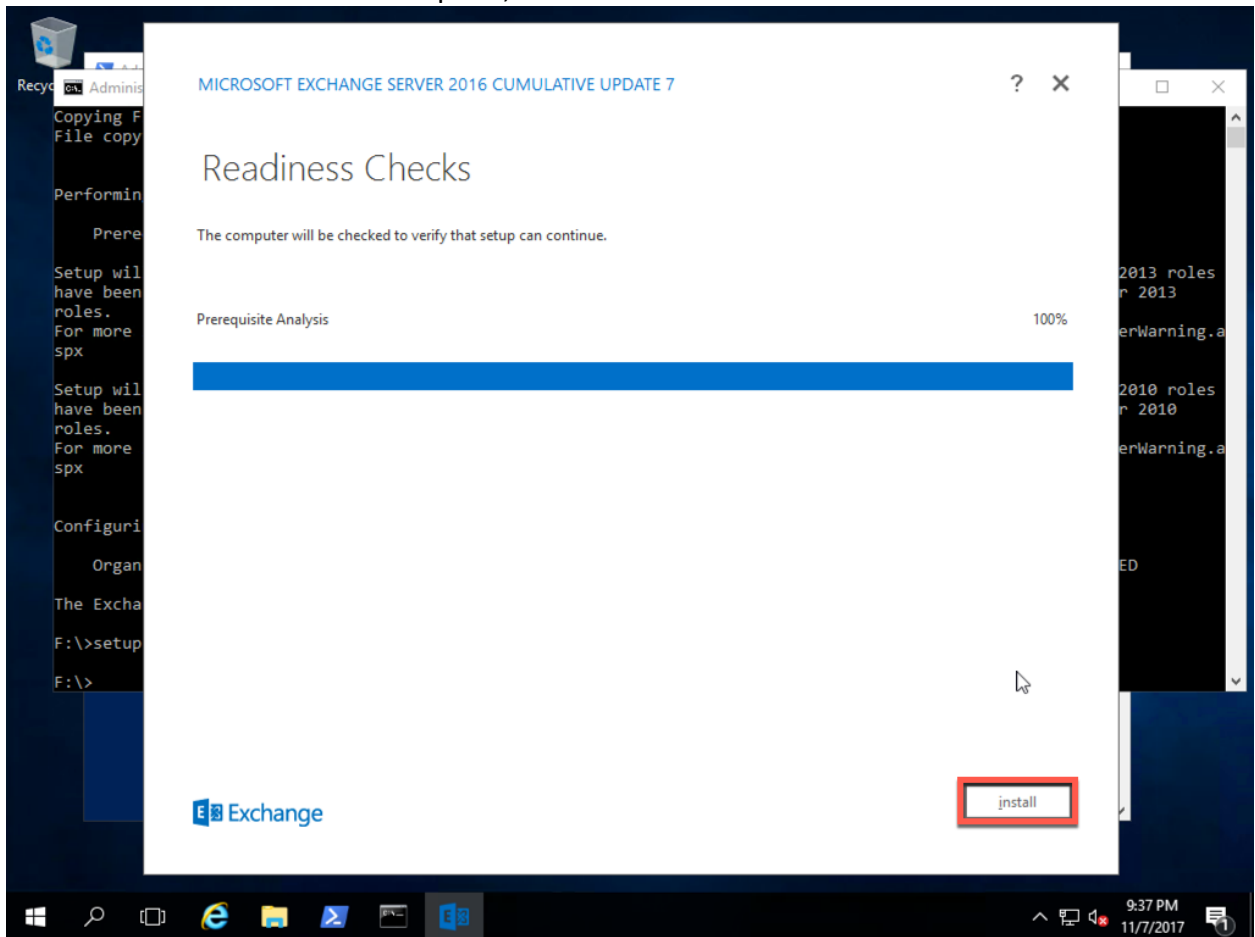 Recyc
Adminis
Copying F
File copy
Performin
Prere
Setup wil
have been
roles.
For more
spx
Setup wil
have been
roles.
For more
spx
Configuri
Organ
The Excha
F:\>setup
F:\>
MICROSOFT EXCHANGE SERVER 2016 CUMULATIVE UPDATE 7
? ×
Readiness Checks
The computer will be checked to verify that setup can continue.
Prerequisite Analysis 100%
E Exchange
install
2013 roles
r 2013
erWarning.a
2010 roles
r 2010
erWarning.a
ED
9:37 PM
11/7/2017
1